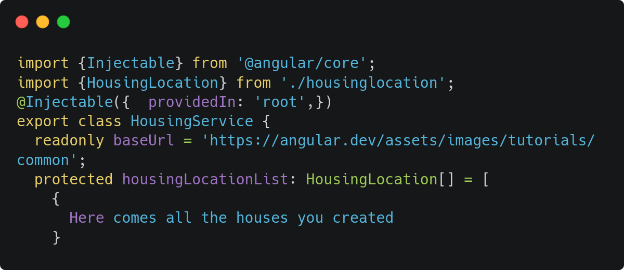 import {Injectable} from '@angular/core';
import {HousingLocation} from './housinglocation';
@Injectable({  providedIn: 'root',})
export class HousingService {
  readonly baseUrl = 'https://angular.dev/assets/images/tutorials/
common';
  protected housingLocationList: HousingLocation[] = [
    {
      Here comes all the houses you created
    }